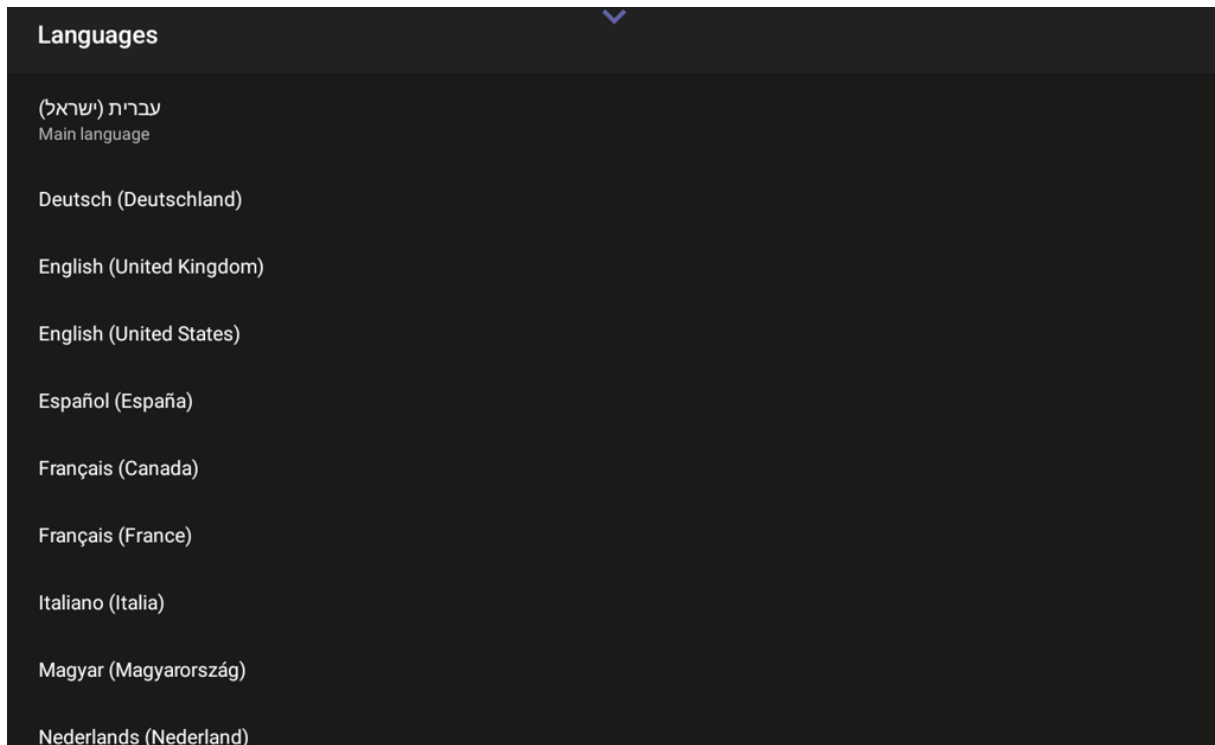 Languages
עברית (ישראל)
Main language
Deutsch (Deutschland)
English (United Kingdom)
English (United States)
Español (España)
Français (Canada)
Français (France)
Italiano (Italia)
Magyar (Magyarország)
Nederlands (Nederland)